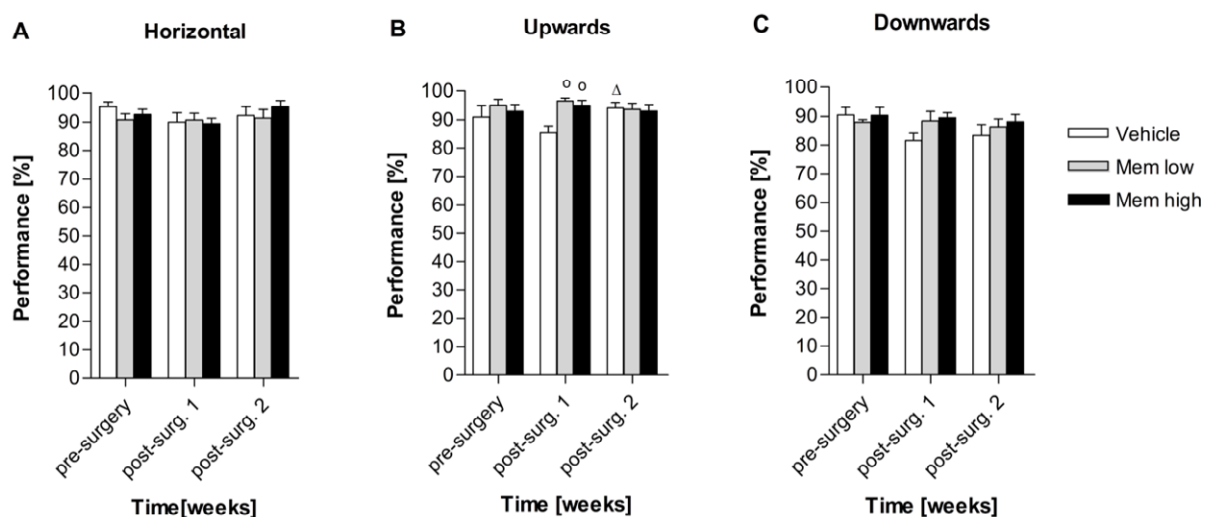 A Horizontal
Performance [%]
100
90
80
70
60
50
40
30
20
10
0
pre-surgery
post-surg. 1
post-surg. 2
Time[weeks]
B Upwards
Performance [%]
100
90
80
70
60
50
40
30
20
10
0
o o Δ
pre-surgery
post-surg. 1
post-surg. 2
Time [weeks]
C Downwards
Performance [%]
100
90
80
70
60
50
40
30
20
10
0
pre-surgery
post-surg. 1
post-surg. 2
Time [weeks]
Vehicle
Mem low
Mem high